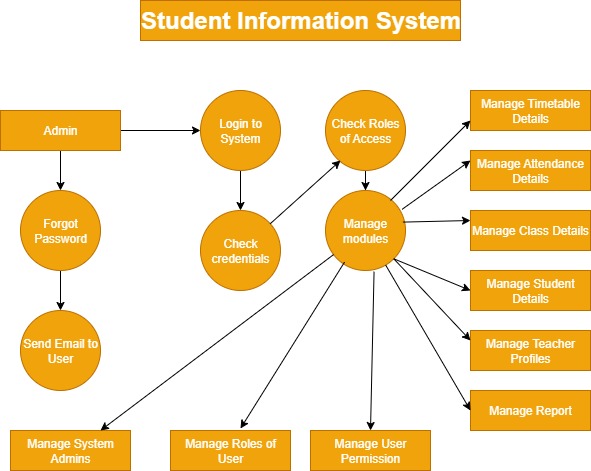 Student Information System
Admin
Login to
System
Check Roles
of Access
Manage Timetable
Details
Manage Attendance
Details
Forgot
Password
Check
credentials
Manage
modules
Manage Class Details
Manage Student
Details
Send Email to
User
Manage Teacher
Profiles
Manage Report
Manage System
Admins
Manage Roles of
User
Manage User
Permission